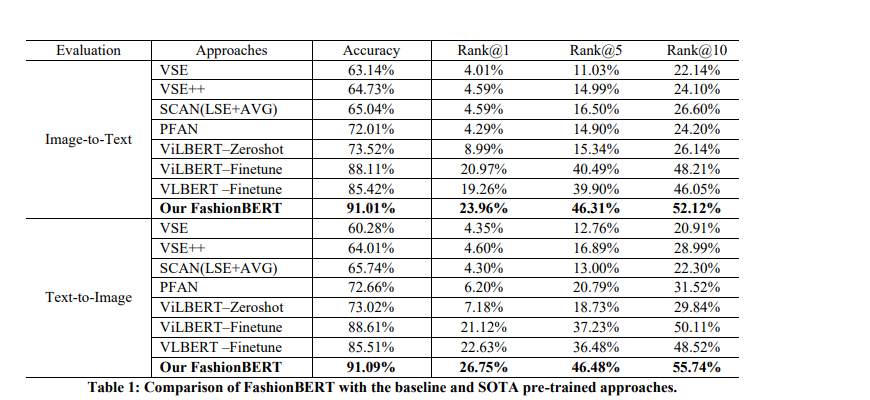 Evaluation Approaches Accuracy Rank@1 Rank@5 Rank@10
Image-to-Text
VSE 63.14% 4.01% 11.03% 22.14%
VSE++ 64.73% 4.59% 14.99% 24.10%
SCAN(LSE+AVG) 65.04% 4.59% 16.50% 26.60%
PFAN 72.01% 4.29% 14.90% 24.20%
ViLBERT–Zeroshot 73.52% 8.99% 15.34% 26.14%
ViLBERT–Finetune 88.11% 20.97% 40.49% 48.21%
VLBERT –Finetune 85.42% 19.26% 39.90% 46.05%
Our FashionBERT 91.01% 23.96% 46.31% 52.12%
Text-to-Image
VSE 60.28% 4.35% 12.76% 20.91%
VSE++ 64.01% 4.60% 16.89% 28.99%
SCAN(LSE+AVG) 65.74% 4.30% 13.00% 22.30%
PFAN 72.66% 6.20% 20.79% 31.52%
ViLBERT–Zeroshot 73.02% 7.18% 18.73% 29.84%
ViLBERT–Finetune 88.61% 21.12% 37.23% 50.11%
VLBERT –Finetune 85.51% 22.63% 36.48% 48.52%
Our FashionBERT 91.09% 26.75% 46.48% 55.74%
Table 1: Comparison of FashionBERT with the baseline and SOTA pre-trained approaches.